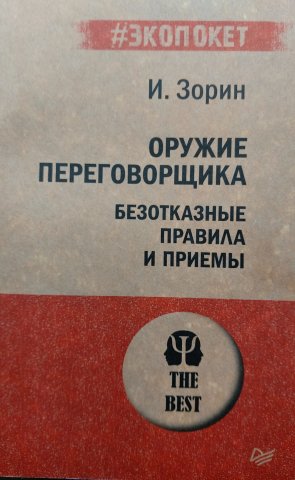 #ЭКОПОКЕТ
И. Зорин
ОРУЖИЕ
ПЕРЕГОВОРЩИКА
БЕЗОТКАЗНЫЕ
ПРАВИЛА
И ПРИЕМЫ
THE
BEST